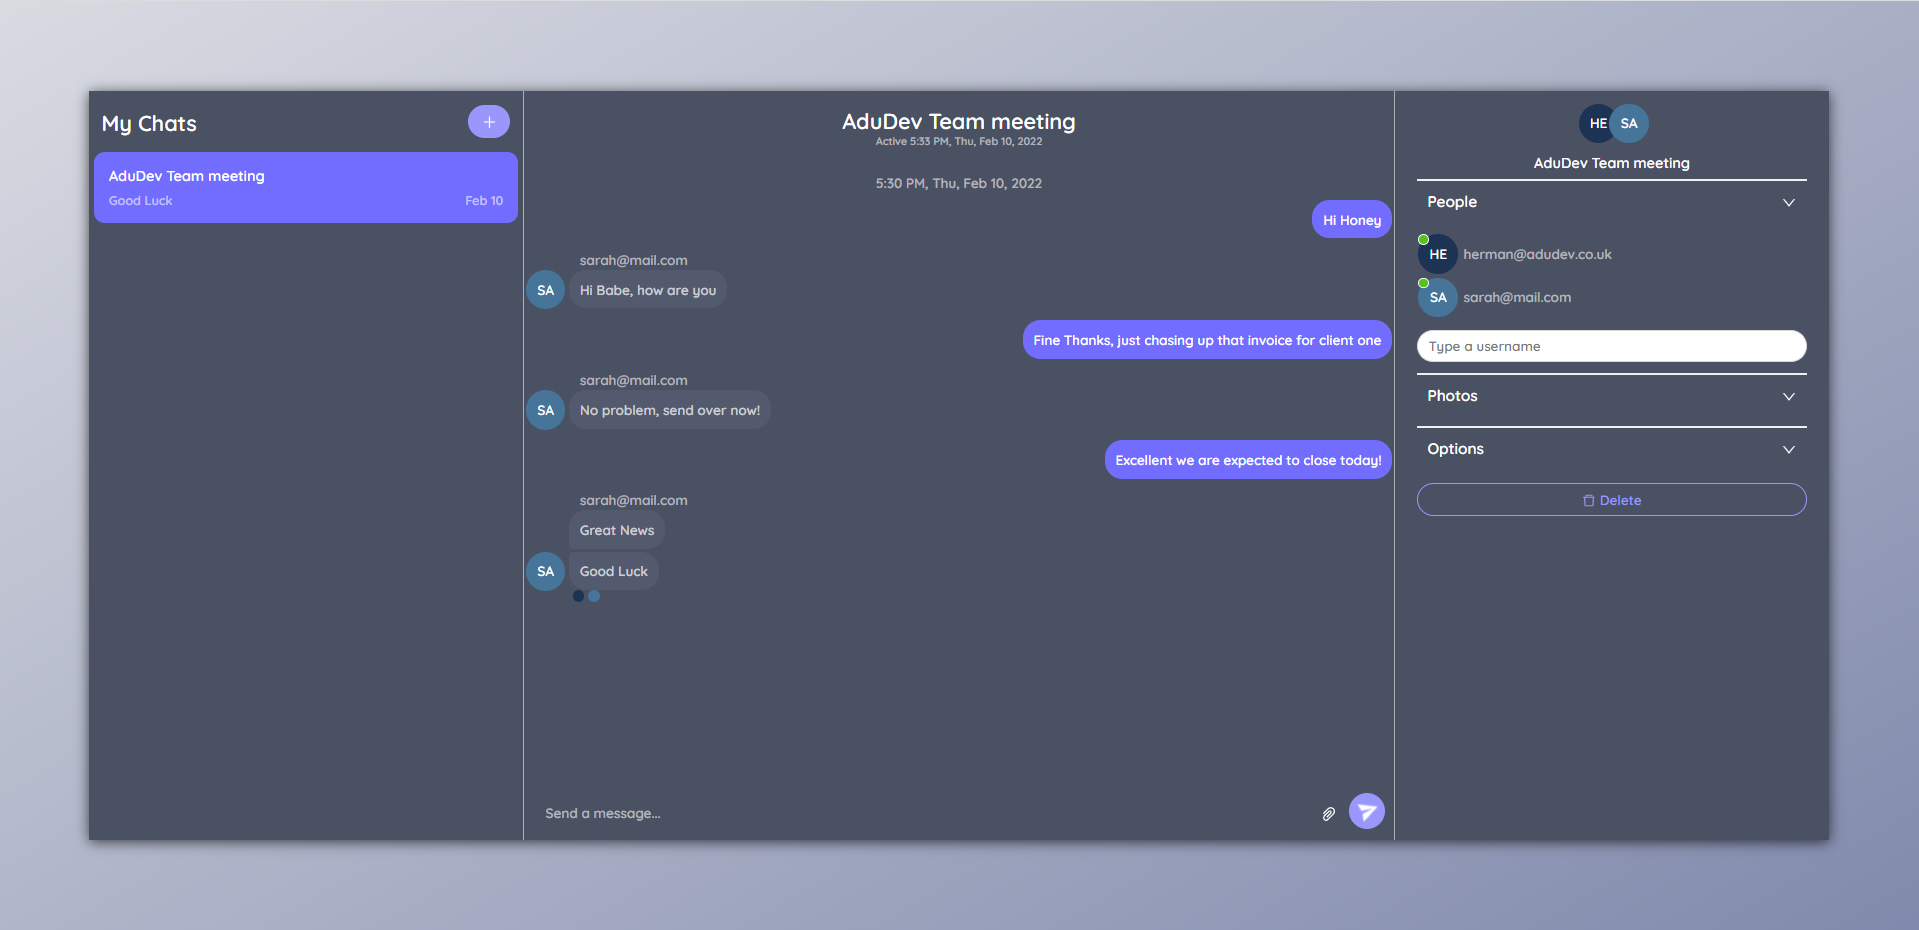 My Chats
AduDev Team meeting
Good Luck Feb 10
AduDev Team meeting
Active 5:33 PM, Thu, Feb 10, 2022
5:30 PM, Thu, Feb 10, 2022
Hi Honey
sarah@mail.com
SA Hi Babe, how are you
Fine Thanks, just chasing up that invoice for client one
sarah@mail.com
SA No problem, send over now!
Excellent we are expected to close today!
sarah@mail.com
Great News
SA Good Luck
Send a message...
HE SA
AduDev Team meeting
People
HE herman@adudev.co.uk
SA sarah@mail.com
Type a username
Photos
Options
Delete